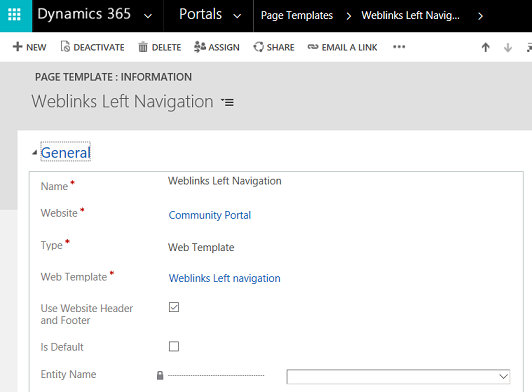 Dynamics 365 Portals Page Templates Weblinks Left Navig...
NEW DEACTIVATE DELETE ASSIGN SHARE EMAIL A LINK ...
PAGE TEMPLATE : INFORMATION
Weblinks Left Navigation
General
Name * Weblinks Left Navigation
Website * Community Portal
Type * Web Template
Web Template * Weblinks Left navigation
Use Website Header
and Footer
Is Default
Entity Name